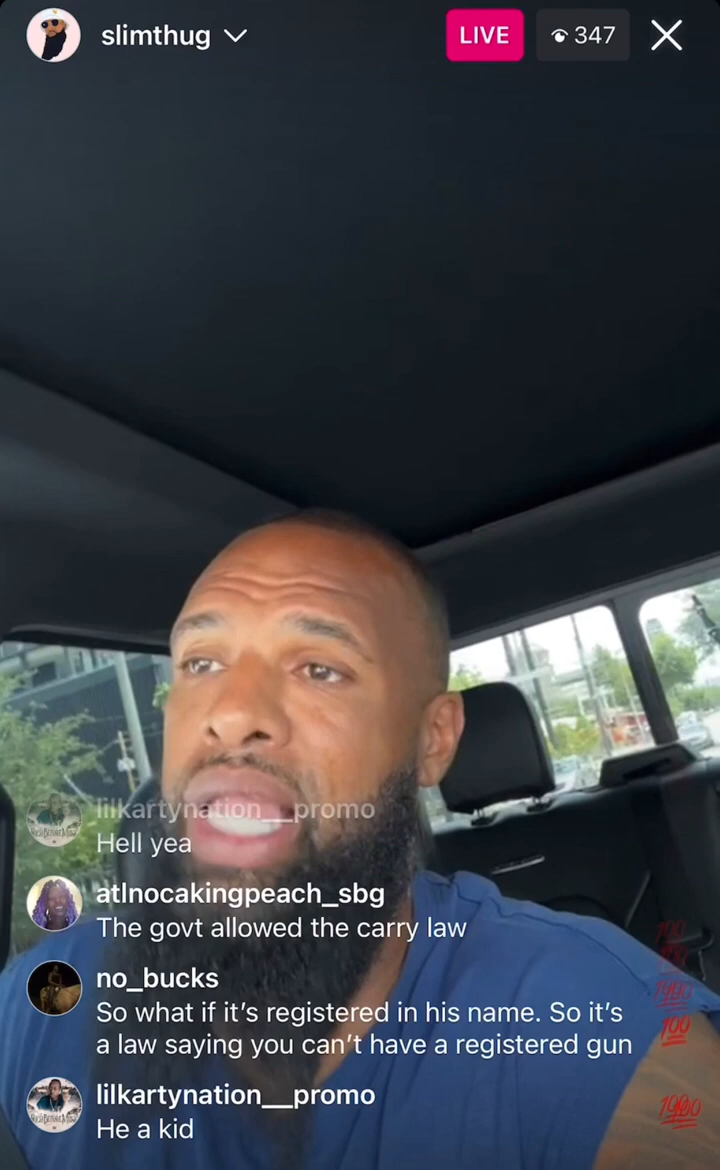 slimthug
LIVE
347
lilkartynation__promo
Hell yea
atlnocakingpeach_sbg
The govt allowed the carry law
no_bucks
So what if it’s registered in his name. So it’s
a law saying you can’t have a registered gun
100
lilkartynation__promo
He a kid